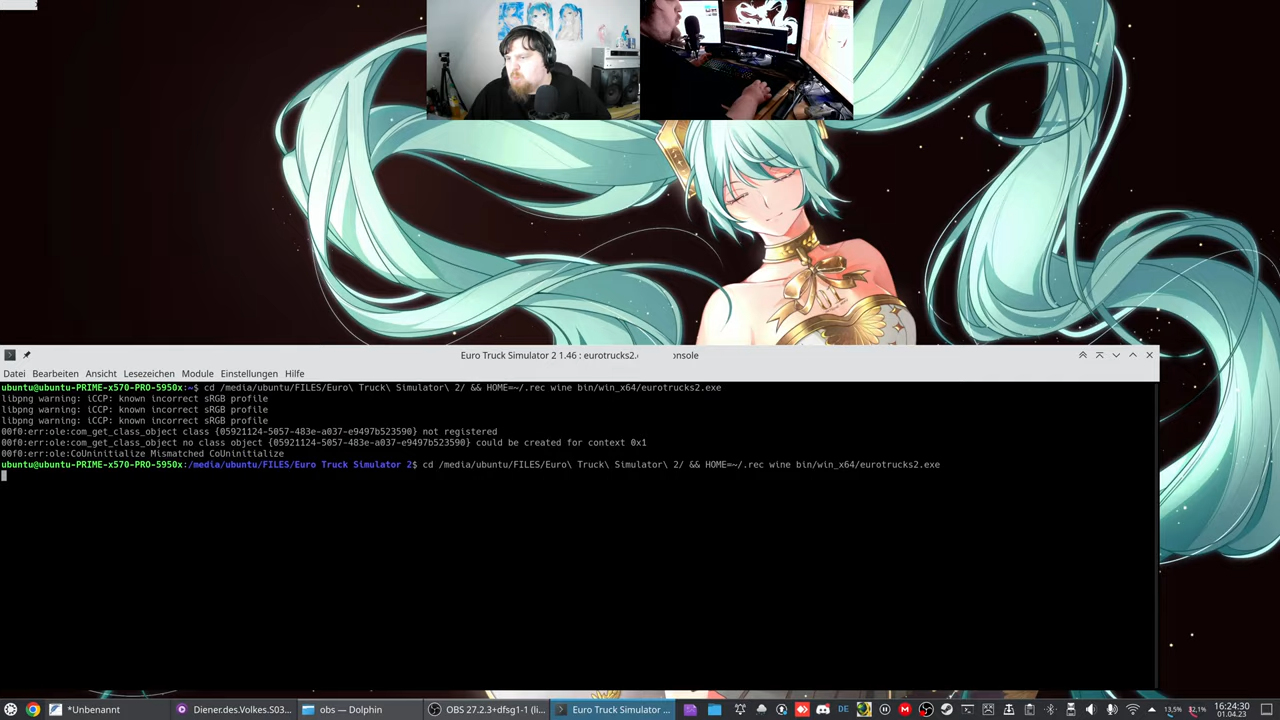 Euro Truck Simulator 2 1.46 : eurotrucks2. onsole
Datei Bearbeiten Ansicht Lesezeichen Module Einstellungen Hilfe
ubuntu@ubuntu-PRIME-x570-PRO-5950x:~$ cd /media/ubuntu/FILES/Euro\ Truck\ Simulator\ 2/ && HOME=~/.rec wine bin/win_x64/eurotrucks2.exe
libpng warning: iCCP: known incorrect sRGB profile
libpng warning: iCCP: known incorrect sRGB profile
libpng warning: iCCP: known incorrect sRGB profile
00f0:err:ole:com_get_class_object class {05921124-5057-483e-a037-e9497b523590} not registered
00f0:err:ole:com_get_class_object no class object {05921124-5057-483e-a037-e9497b523590} could be created for context 0x1
00f0:err:ole:CoUninitialize Mismatched CoUninitialize
ubuntu@ubuntu-PRIME-x570-PRO-5950x:/media/ubuntu/FILES/Euro Truck Simulator 2$ cd /media/ubuntu/FILES/Euro\ Truck\ Simulator\ 2/ && HOME=~/.rec wine bin/win_x64/eurotrucks2.exe
*Unbenannt Diener.des.Volkes.S03... obs — Dolphin OBS 27.2.3+dfsg1-1 (li... Euro Truck Simulator ... DE 13,5% 32,1% 16:24:30
01.04.23